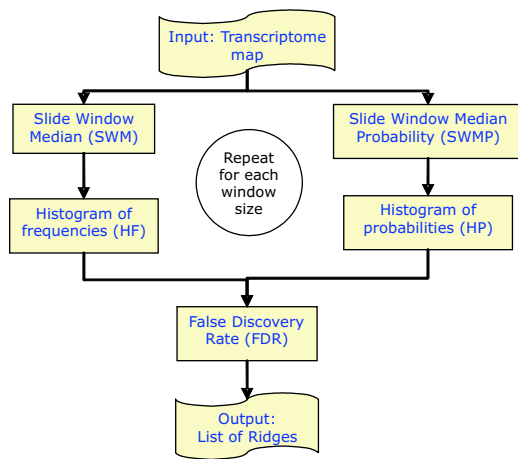 Input: Transcriptome
map
Slide Window
Median (SWM)
Slide Window Median
Probability (SWMP)
Repeat
for each
window
size
Histogram of
frequencies (HF)
Histogram of
probabilities (HP)
False Discovery
Rate (FDR)
Output:
List of Ridges